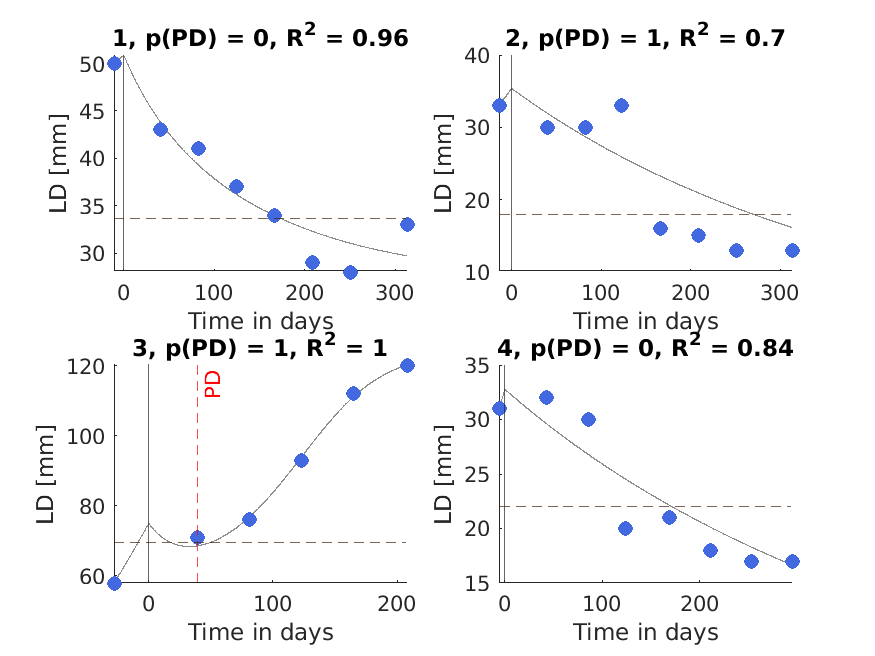 1, p(PD) = 0, R² = 0.96
LD [mm]
50
45
40
35
30
0 100 200 300
Time in days
2, p(PD) = 1, R² = 0.7
LD [mm]
40
30
20
10
0 100 200 300
Time in days
3, p(PD) = 1, R² = 1
LD [mm]
120
100
80
60
PD
0 100 200
Time in days
4, p(PD) = 0, R² = 0.84
LD [mm]
35
30
25
20
15
0 100 200
Time in days